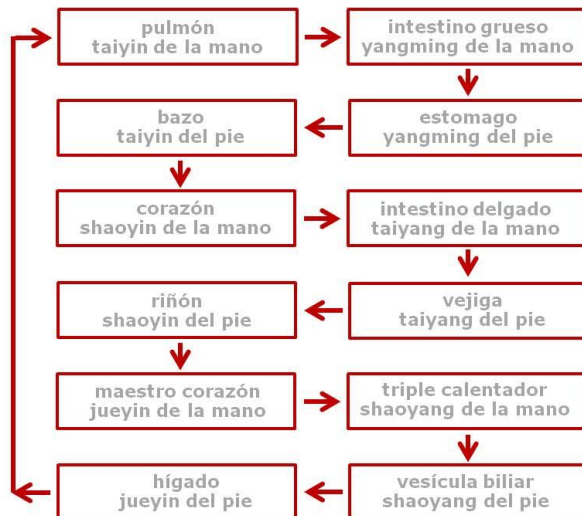 pulmón
taiyin de la mano
intestino grueso
yangming de la mano
bazo
taiyin del pie
estomago
yangming del pie
corazón
shaoyin de la mano
intestino delgado
taiyang de la mano
riñón
shaoyin del pie
vejiga
taiyang del pie
maestro corazón
jueyin de la mano
triple calentador
shaoyang de la mano
hígado
jueyin del pie
vesícula biliar
shaoyang del pie